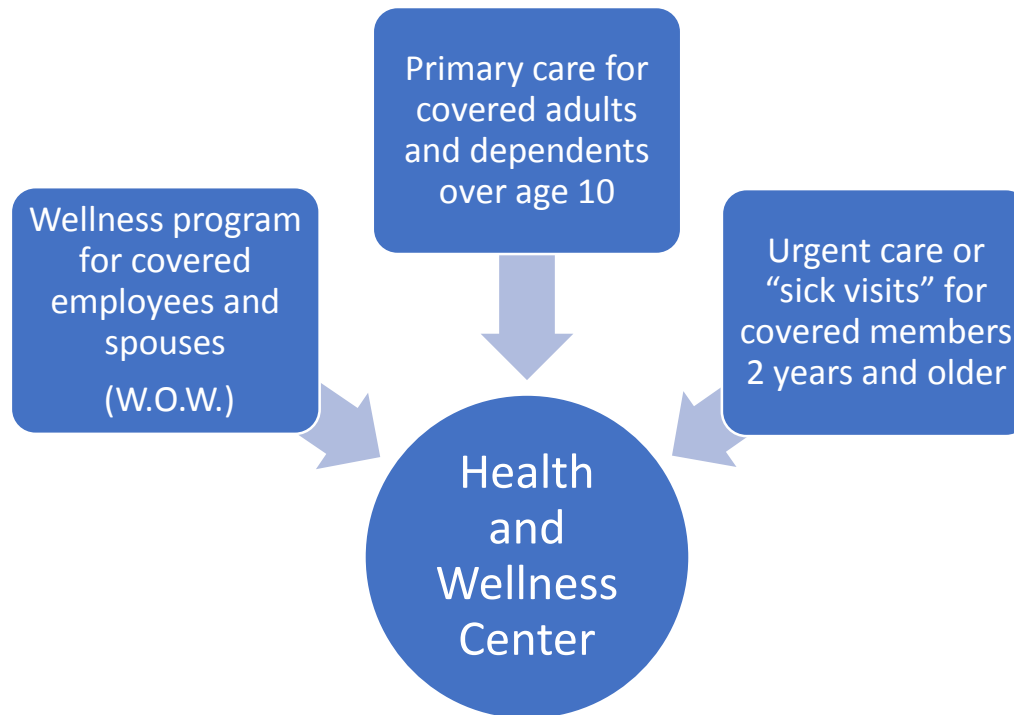 Wellness program
for covered
employees and
spouses
(W.O.W.)
Primary care for
covered adults
and dependents
over age 10
Urgent care or
“sick visits” for
covered members
2 years and older
Health
and
Wellness
Center